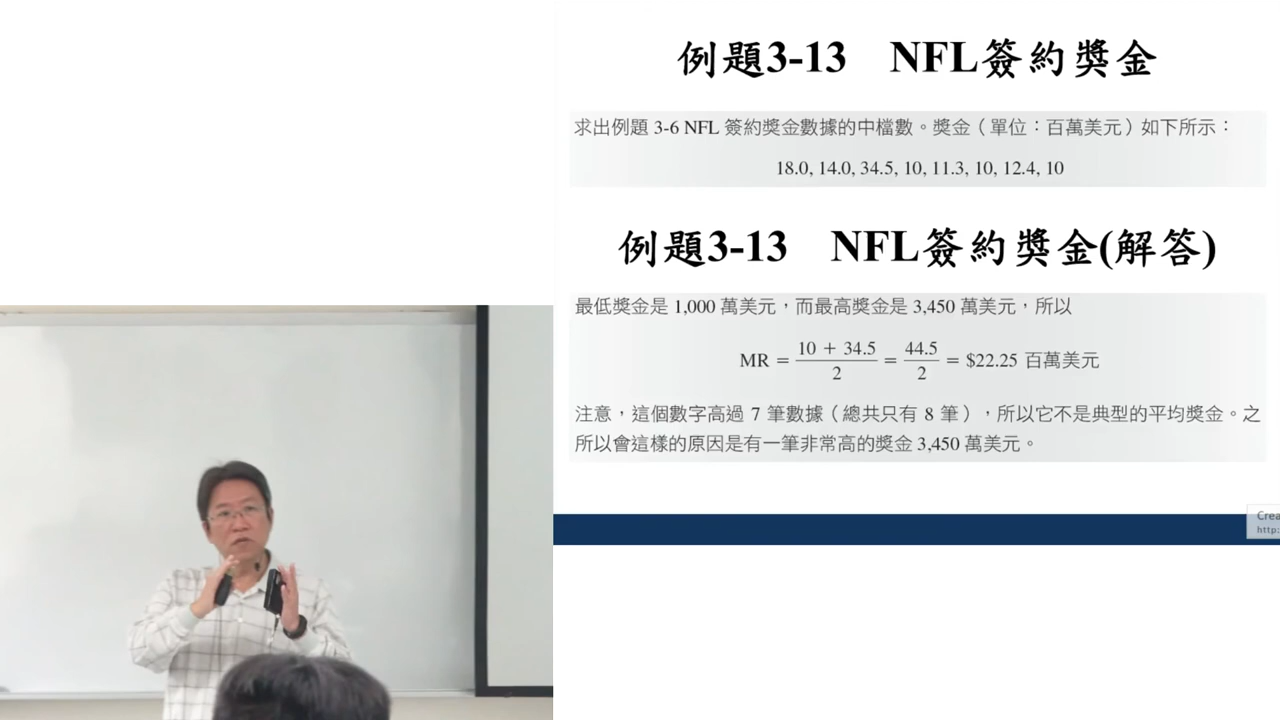 例題3-13 NFL簽約獎金
求出例題 3-6 NFL 簽約獎金數據的中檔數。獎金（單位：百萬美元）如下所示：
18.0, 14.0, 34.5, 10, 11.3, 10, 12.4, 10
例題3-13 NFL簽約獎金(解答)
最低獎金是 1,000 萬美元，而最高獎金是 3,450 萬美元，所以
MR = (10 + 34.5)/2 = 44.5/2 = $22.25 百萬美元
注意，這個數字高過 7 筆數據（總共只有 8 筆），所以它不是典型的平均獎金。之
所以會這樣的原因是有一筆非常高的獎金 3,450 萬美元。
Crea
http: